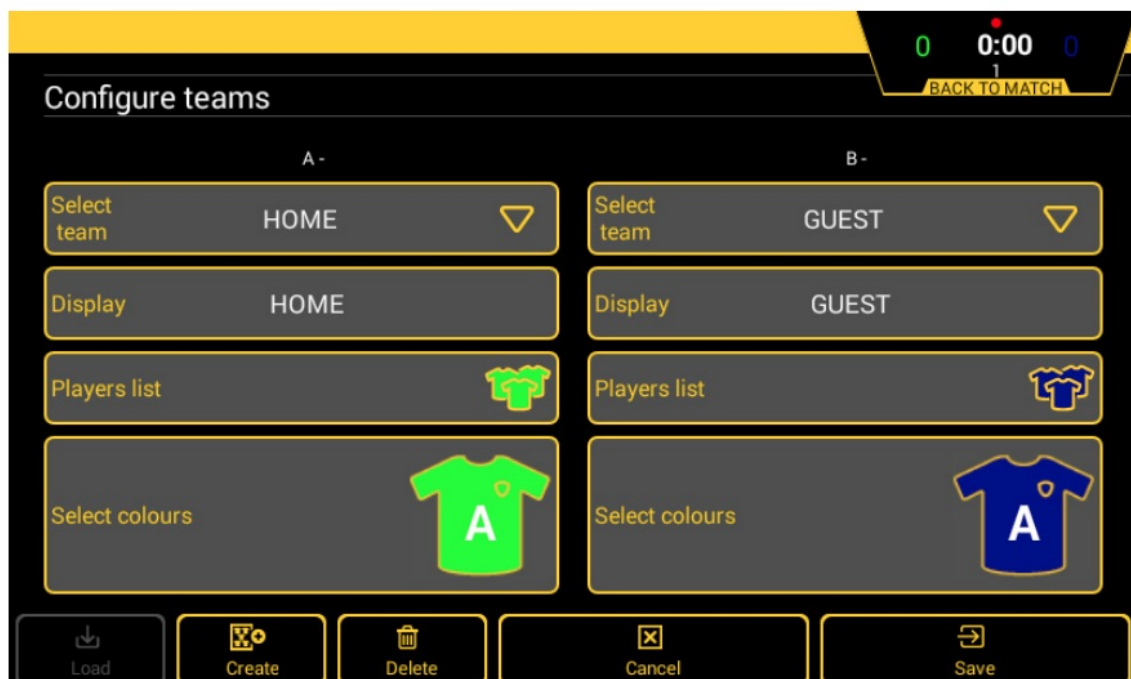 0 0:00 0
1
BACK TO MATCH
Configure teams
A -
B -
Select
team
HOME
Select
team
GUEST
Display
HOME
Display
GUEST
Players list
Players list
Select colours
A
Select colours
A
Load
Create
Delete
Cancel
Save